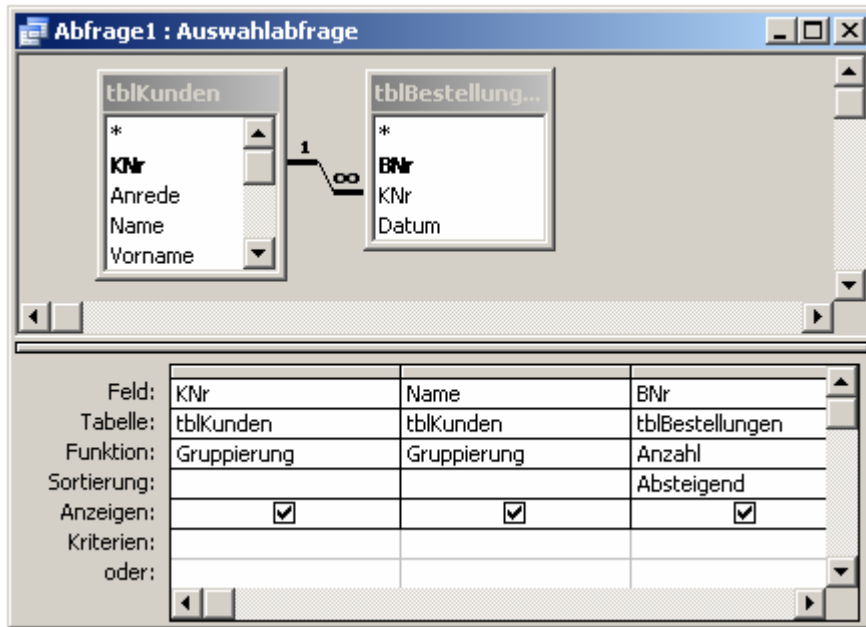 Abfrage1 : Auswahlabfrage
tblKunden
*
KNr
Anrede
Name
Vorname
1
∞
tblBestellung...
*
BNr
KNr
Datum
Feld: KNr Name BNr
Tabelle: tblKunden tblKunden tblBestellungen
Funktion: Gruppierung Gruppierung Anzahl
Sortierung: Absteigend
Anzeigen:
Kriterien:
oder: